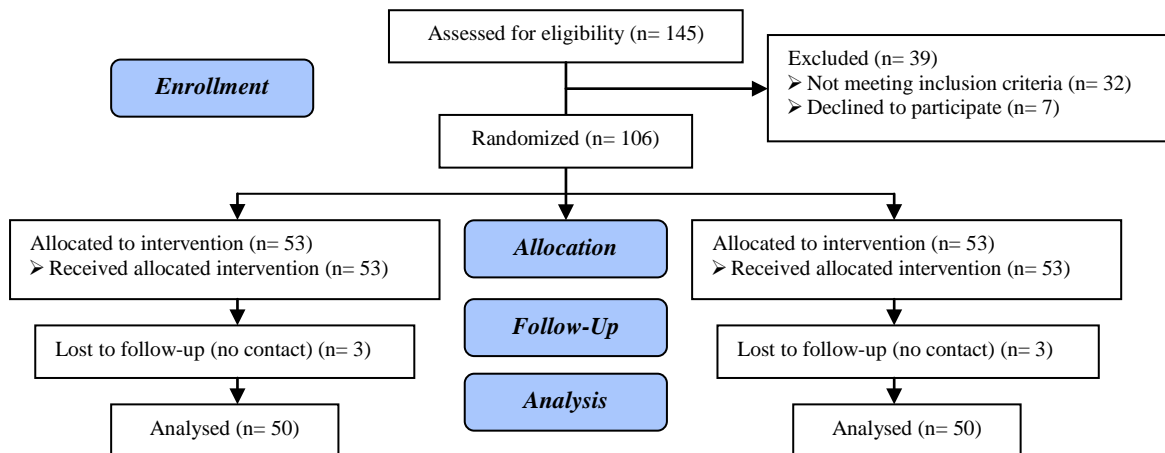 Assessed for eligibility (n= 145)
Enrollment
Excluded (n= 39)
➢ Not meeting inclusion criteria (n= 32)
➢ Declined to participate (n= 7)
Randomized (n= 106)
Allocated to intervention (n= 53)
➢ Received allocated intervention (n= 53)
Allocation
Allocated to intervention (n= 53)
➢ Received allocated intervention (n= 53)
Lost to follow-up (no contact) (n= 3)
Follow-Up
Lost to follow-up (no contact) (n= 3)
Analysed (n= 50)
Analysis
Analysed (n= 50)